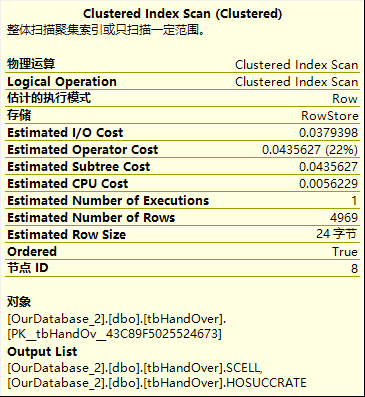 Clustered Index Scan (Clustered)
整体扫描聚集索引或只扫描一定范围。
物理运算 Clustered Index Scan
Logical Operation Clustered Index Scan
估计的执行模式 Row
存储 RowStore
Estimated I/O Cost 0.0379398
Estimated Operator Cost 0.0435627 (22%)
Estimated Subtree Cost 0.0435627
Estimated CPU Cost 0.0056229
Estimated Number of Executions 1
Estimated Number of Rows 4969
Estimated Row Size 24 字节
Ordered True
节点 ID 8
对象
[OurDatabase_2].[dbo].[tbHandOver].
[PK__tbHandOv__43C89F5025524673]
Output List
[OurDatabase_2].[dbo].[tbHandOver].SCELL,
[OurDatabase_2].[dbo].[tbHandOver].HOSUCCRATE